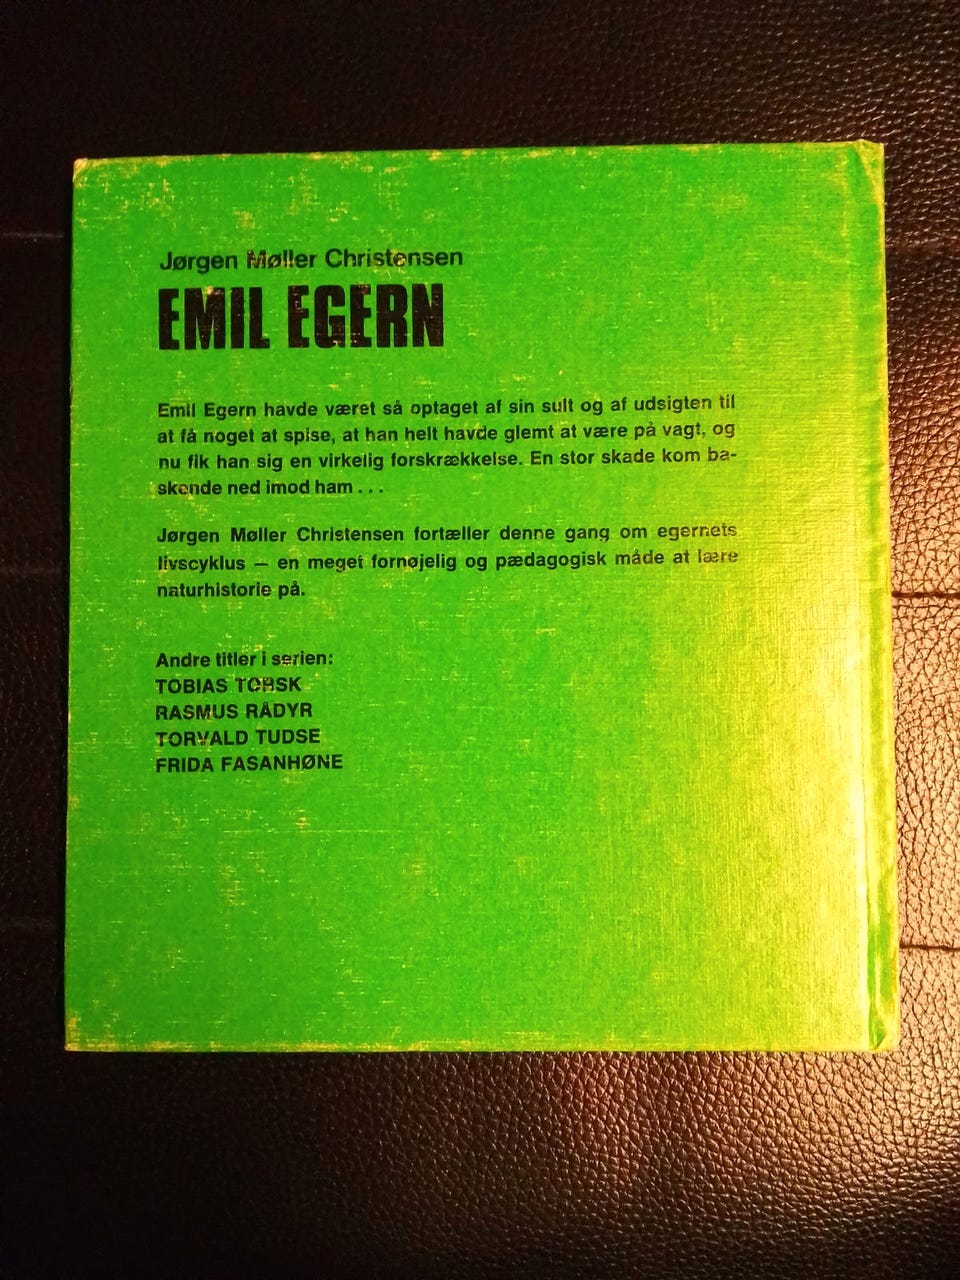 Jørgen Møller Christensen
EMIL EGERN
Emil Egern havde været så optaget af sin sult og af udsigten til
at få noget at spise, at han helt havde glemt at være på vagt, og
nu fik han sig en virkelig forskrækkelse. En stor skade kom ba-
skende ned imod ham . . .
Jørgen Møller Christensen fortæller denne gang om egernets
livscyklus – en meget fornøjelig og pædagogisk måde at lære
naturhistorie på.
Andre titler i serien:
TOBIAS TORSK
RASMUS RÅDYR
TORVALD TUDSE
FRIDA FASANHØNE